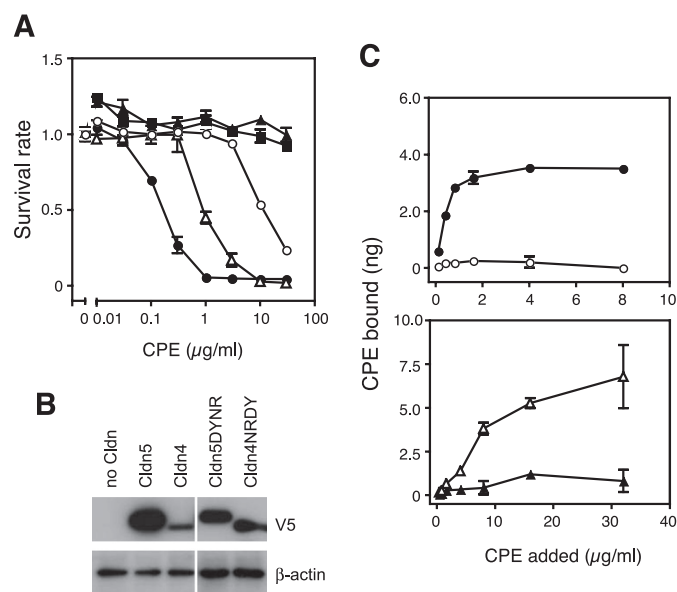 A
1.5
1.0
0.5
0
Survival rate
0 0.01 0.1 1 10 100
CPE (µg/ml)
B
no Cldn
Cldn5
Cldn4
Cldn5DYNR
Cldn4NRDY
V5
β-actin
C
6.0
4.0
2.0
0
0 2 4 6 8 10
CPE bound (ng)
10.0
7.5
5.0
2.5
0
0 10 20 30 40
CPE added (µg/ml)